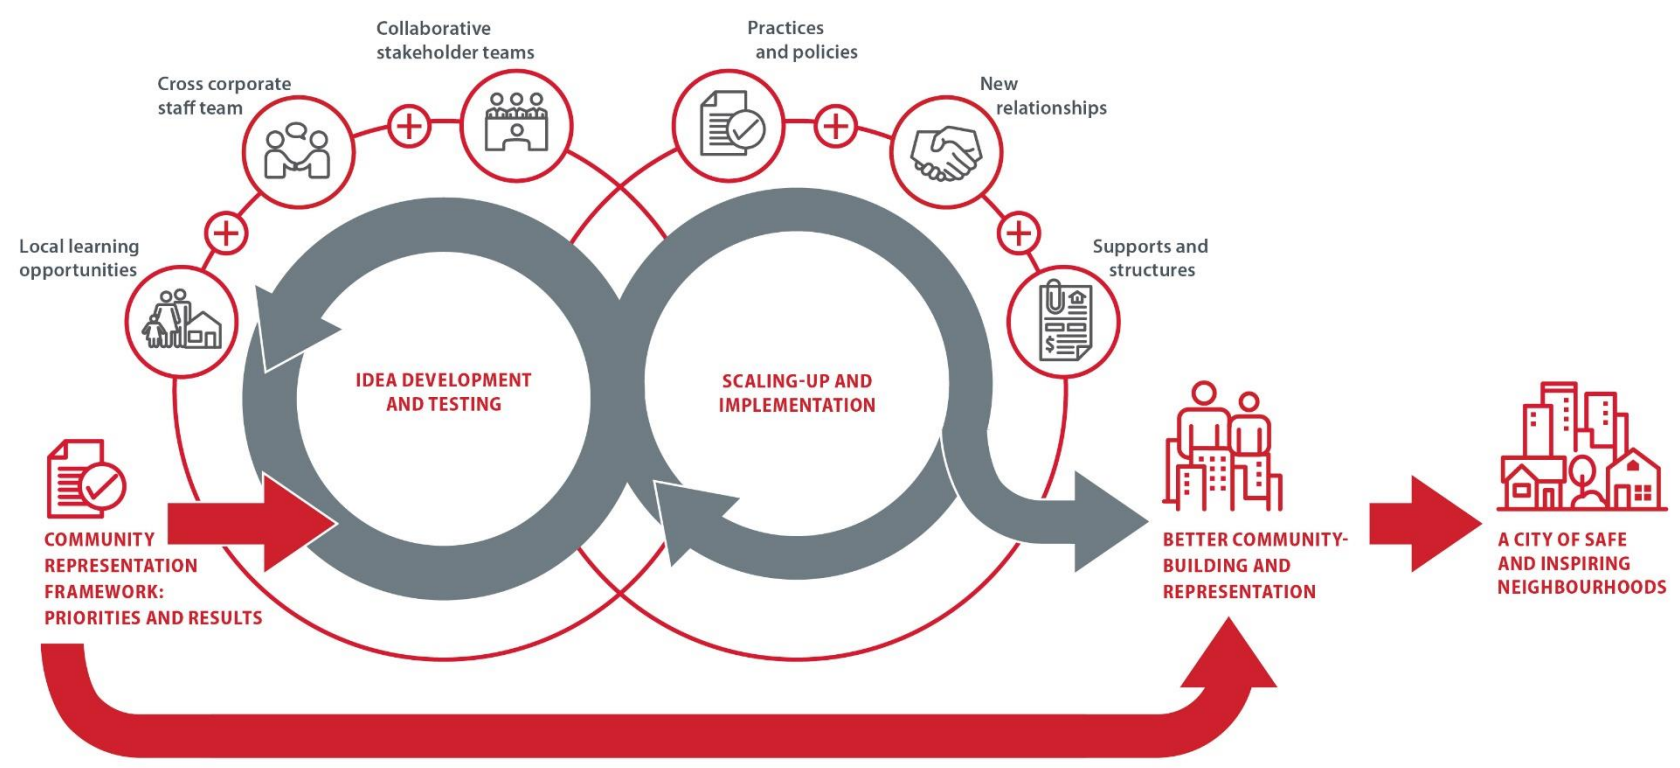 Collaborative
stakeholder teams
Practices
and policies
Cross corporate
staff team
New
relationships
Local learning
opportunities
Supports and
structures
IDEA DEVELOPMENT
AND TESTING
SCALING-UP AND
IMPLEMENTATION
$
COMMUNITY
REPRESENTATION
FRAMEWORK:
PRIORITIES AND RESULTS
BETTER COMMUNITY-
BUILDING AND
REPRESENTATION
A CITY OF SAFE
AND INSPIRING
NEIGHBOURHOODS